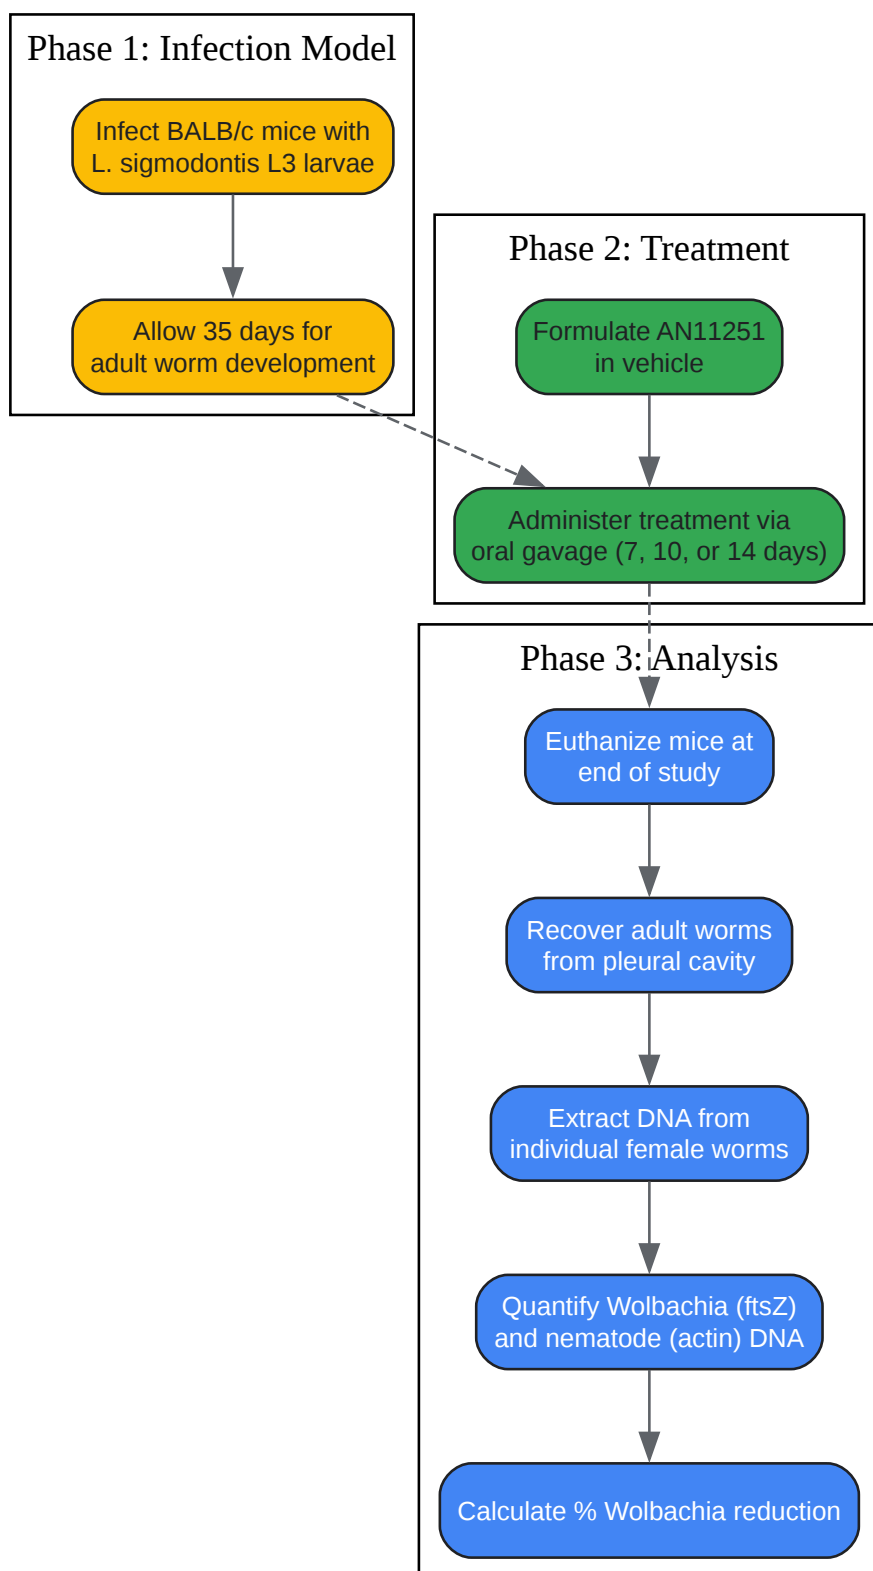 Phase 1: Infection Model
Infect BALB/c mice with
L. sigmodontis L3 larvae
Allow 35 days for
adult worm development
Phase 2: Treatment
Formulate AN11251
in vehicle
Administer treatment via
oral gavage (7, 10, or 14 days)
Phase 3: Analysis
Euthanize mice at
end of study
Recover adult worms
from pleural cavity
Extract DNA from
individual female worms
Quantify Wolbachia (ftsZ)
and nematode (actin) DNA
Calculate % Wolbachia reduction